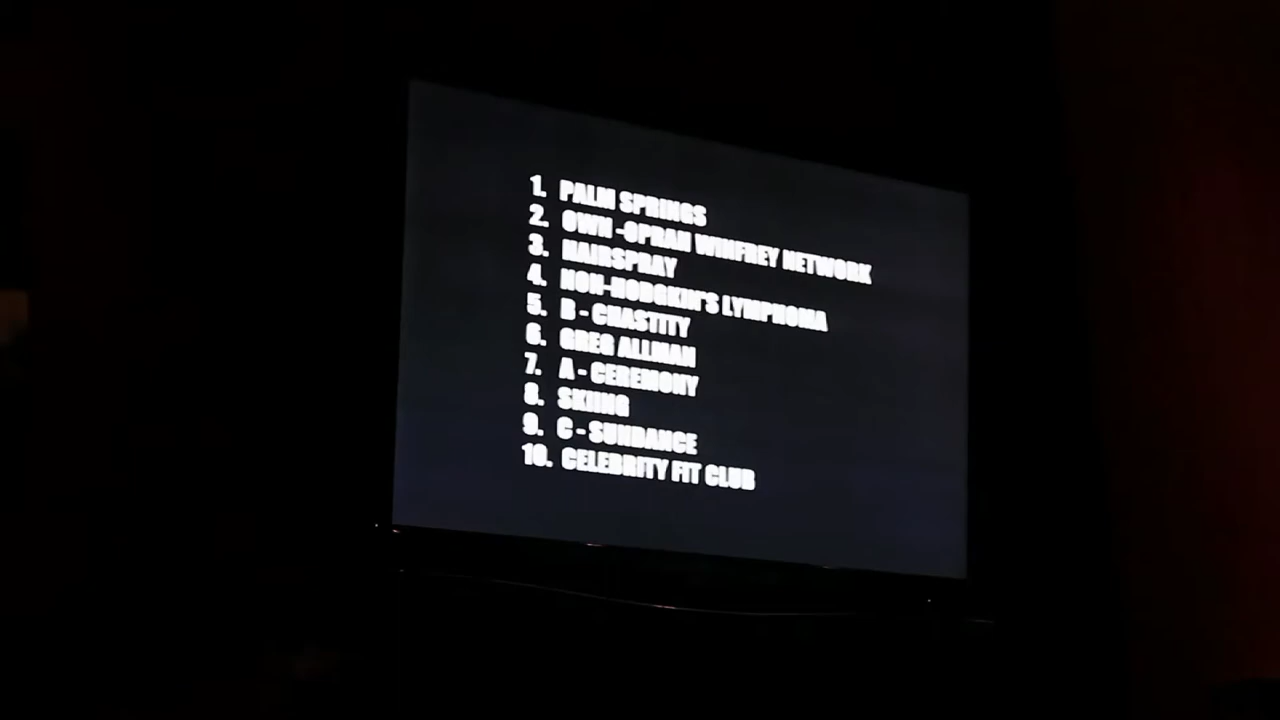 1. PALM SPRINGS
2. OWN -OPRAH WINFREY NETWORK
3. HAIRSPRAY
4. NON-HODGKIN'S LYMPHOMA
5. B - CHASTITY
6. GREG ALLMAN
7. A - CEREMONY
8. SKIING
9. C - SUNDANCE
10. CELEBRITY FIT CLUB